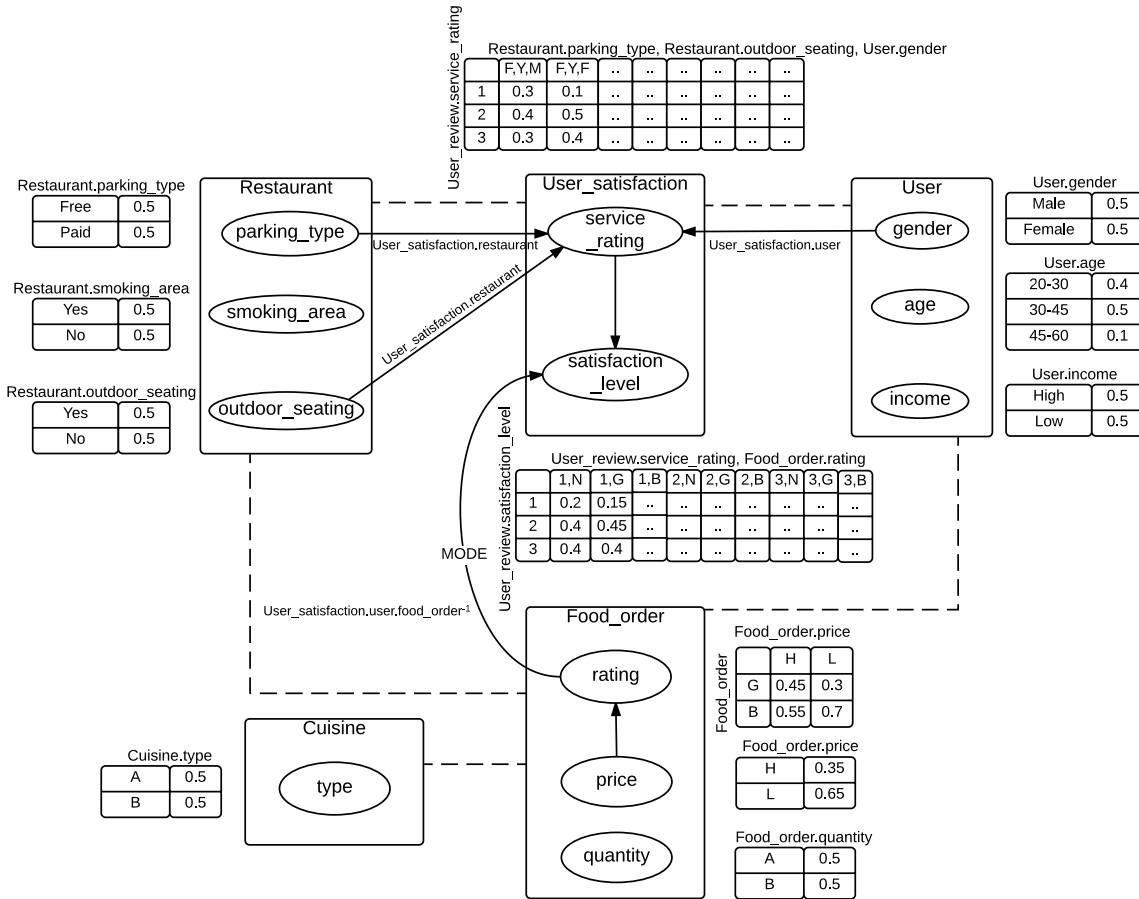 Restaurant.parking_type, Restaurant.outdoor_seating, User.gender
User_review.service_rating
F,Y,M F,Y,F .. .. .. .. ..
1 0.3 0.1 .. .. .. .. ..
2 0.4 0.5 .. .. .. .. ..
3 0.3 0.4 .. .. .. .. ..
Restaurant.parking_type
Free 0.5
Paid 0.5
Restaurant.smoking_area
Yes 0.5
No 0.5
Restaurant.outdoor_seating
Yes 0.5
No 0.5
Restaurant
parking_type
smoking_area
outdoor_seating
User_satisfaction.restaurant
User_satisfaction.restaurant
User_satisfaction
service
_rating
satisfaction
_level
User_satisfaction.user
User
gender
age
income
User.gender
Male 0.5
Female 0.5
User.age
20-30 0.4
30-45 0.5
45-60 0.1
User.income
High 0.5
Low 0.5
User_review.service_rating, Food_order.rating
User_review.satisfaction_level
1,N 1,G 1,B 2,N 2,G 2,B 3,N 3,G 3,B
1 0.2 0.15 .. .. .. .. .. .. ..
2 0.4 0.45 .. .. .. .. .. .. ..
3 0.4 0.4 .. .. .. .. .. .. ..
MODE
User_satisfaction.user.food_order-1
Food_order
rating
price
quantity
Food_order.price
Food_order
H L
G 0.45 0.3
B 0.55 0.7
Food_order.price
H 0.35
L 0.65
Food_order.quantity
A 0.5
B 0.5
Cuisine
type
Cuisine.type
A 0.5
B 0.5